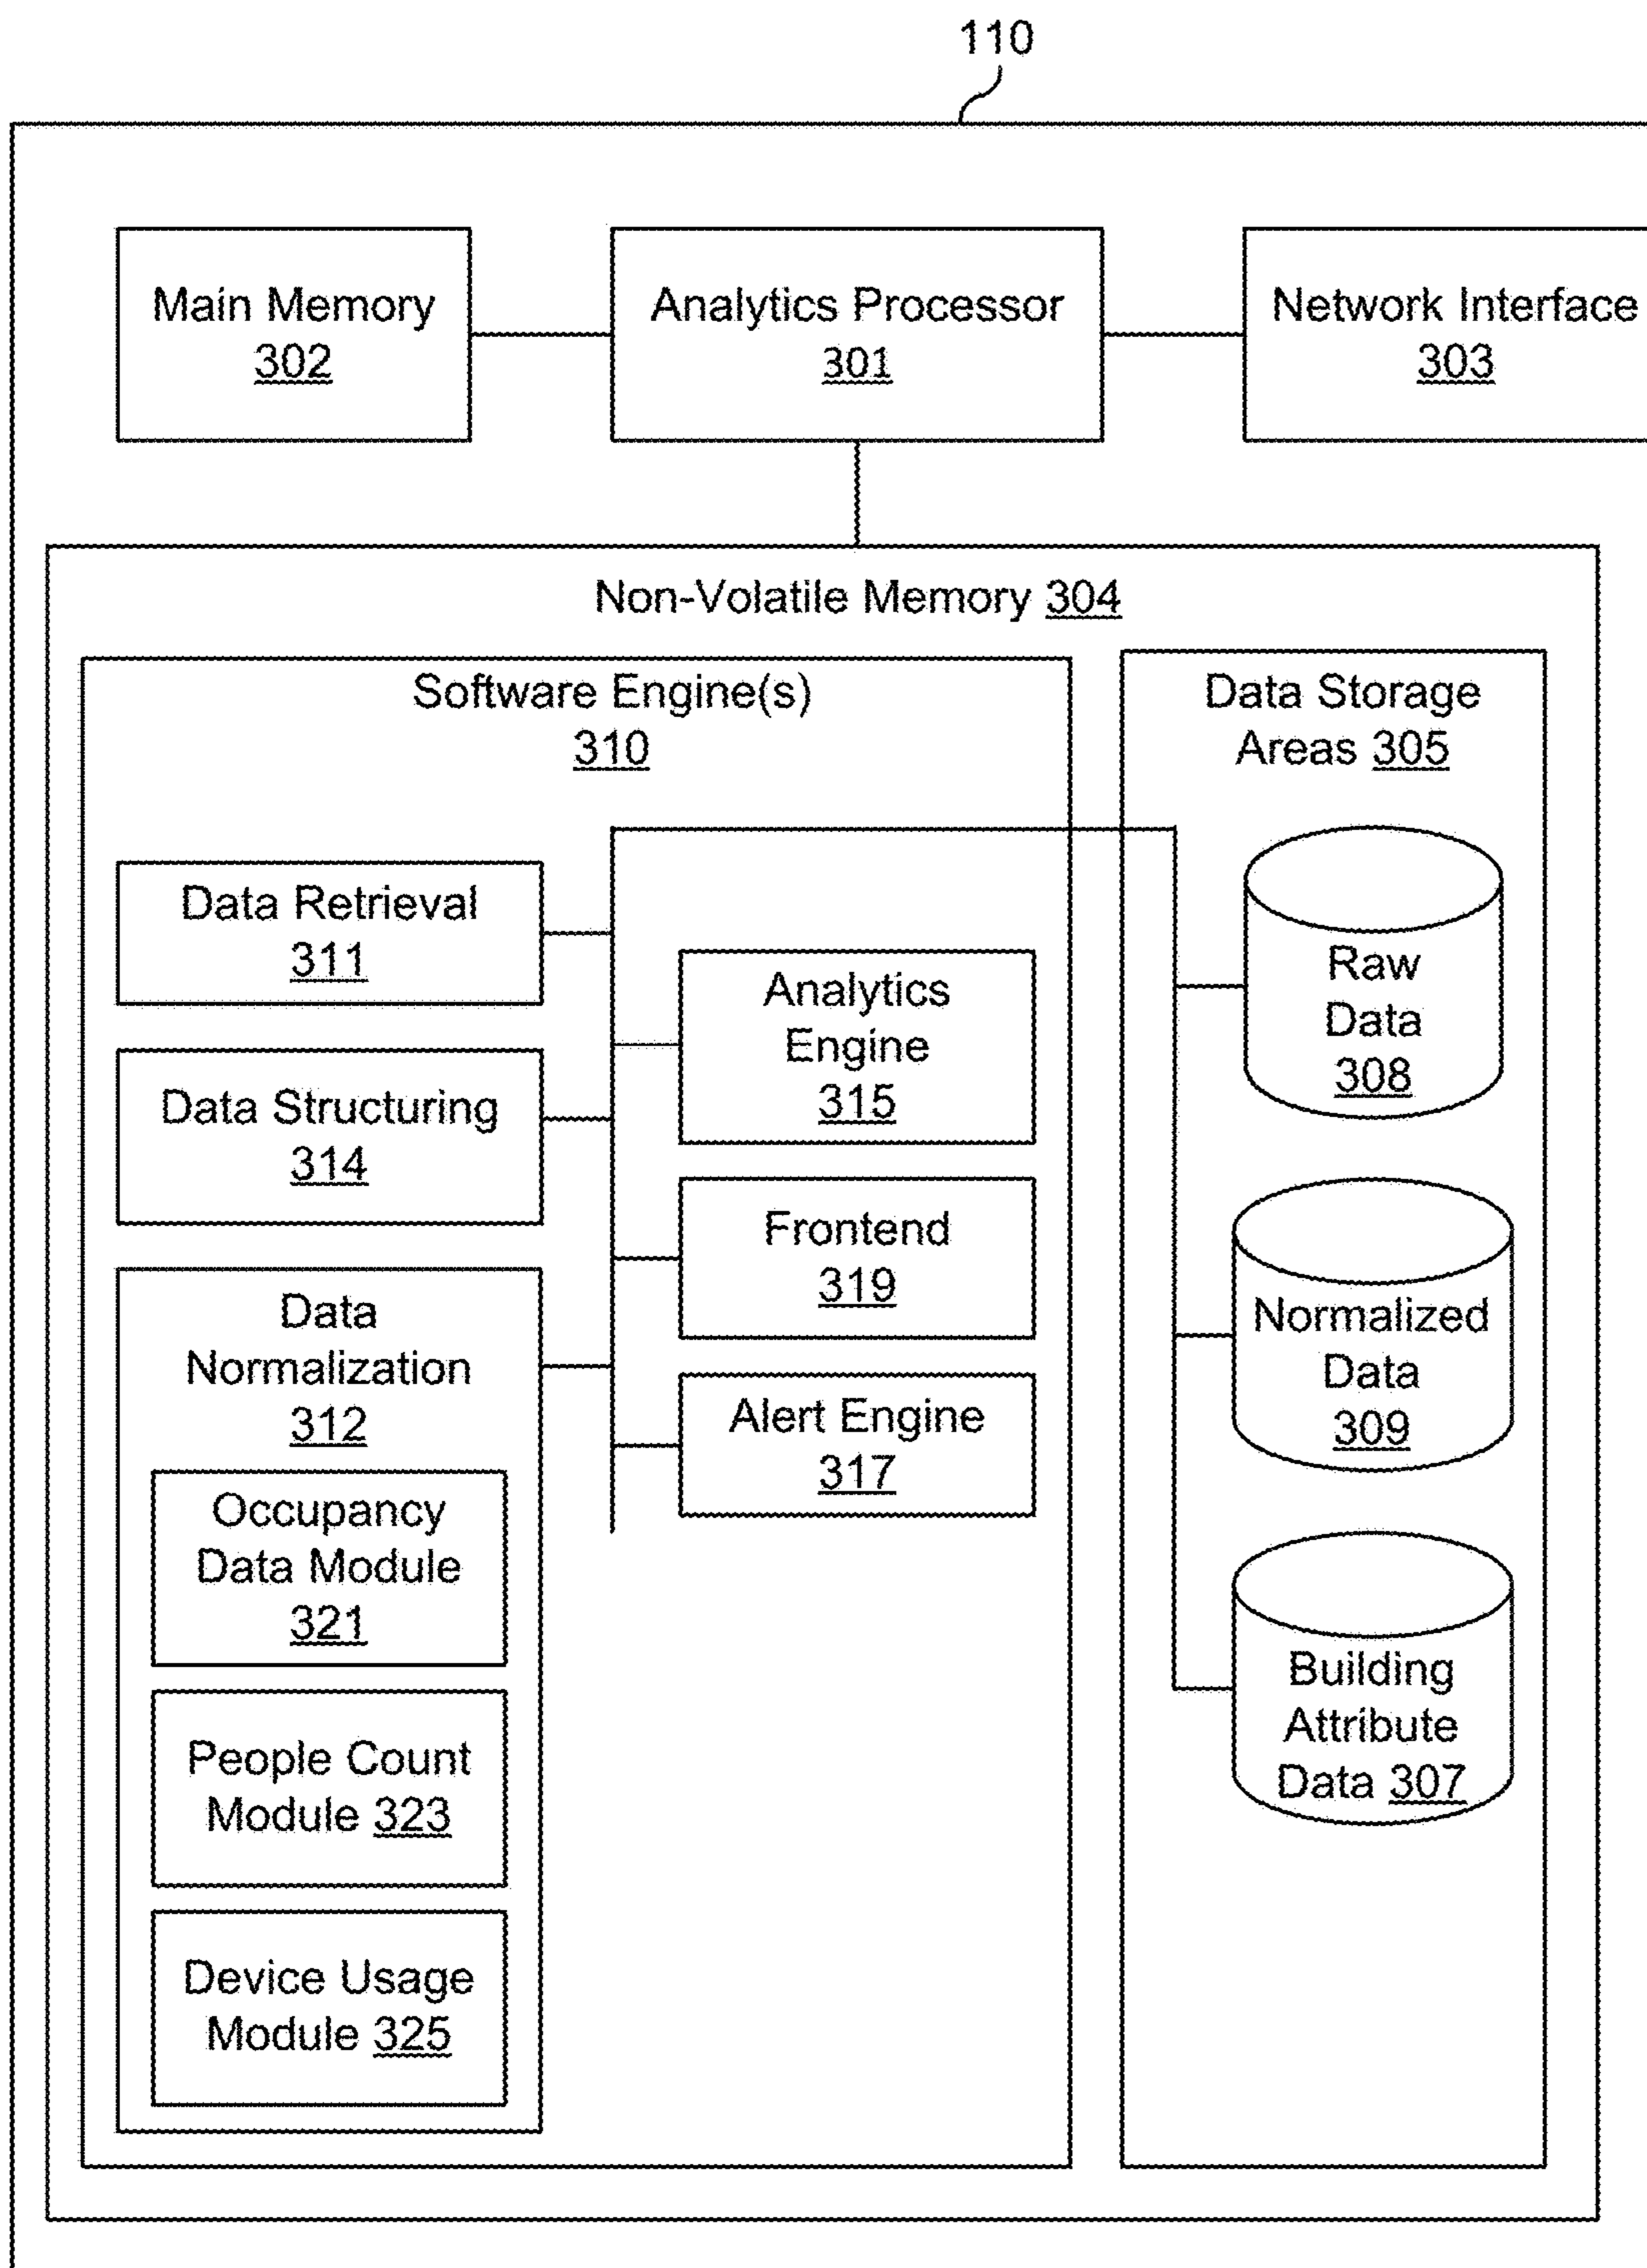 110
Main Memory
302
Analytics Processor
301
Network Interface
303
Non-Volatile Memory 304
Software Engine(s)
310
Data Retrieval
311
Data Structuring
314
Data
Normalization
312
Occupancy
Data Module
321
People Count
Module 323
Device Usage
Module 325
Analytics
Engine
315
Frontend
319
Alert Engine
317
Data Storage
Areas 305
Raw
Data
308
Normalized
Data
309
Building
Attribute
Data 307